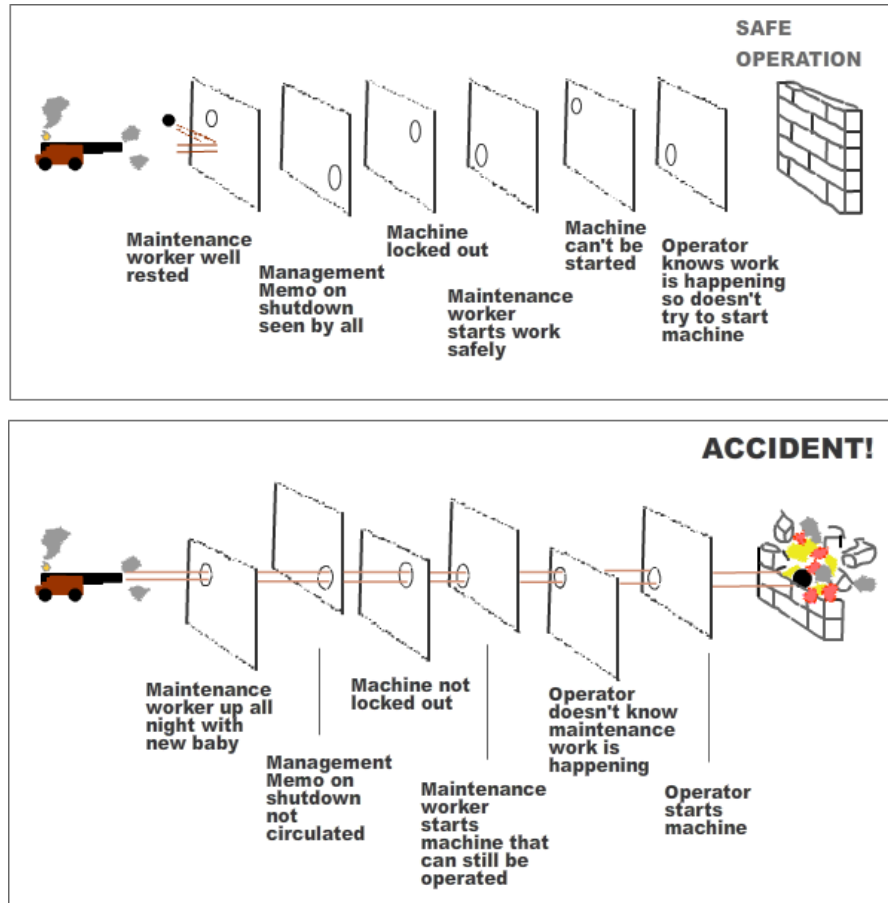 SAFE
OPERATION
Maintenance
worker well
rested
Management
Memo on
shutdown
seen by all
Machine
locked out
Maintenance
worker
starts work
safely
Machine
can't be
started
Operator
knows work
is happening
so doesn't
try to start
machine
ACCIDENT!
Maintenance
worker up all
night with
new baby
Management
Memo on
shutdown
not
circulated
Machine not
locked out
Maintenance
worker
starts
machine that
can still be
operated
Operator
doesn't know
maintenance
work is
happening
Operator
starts
machine